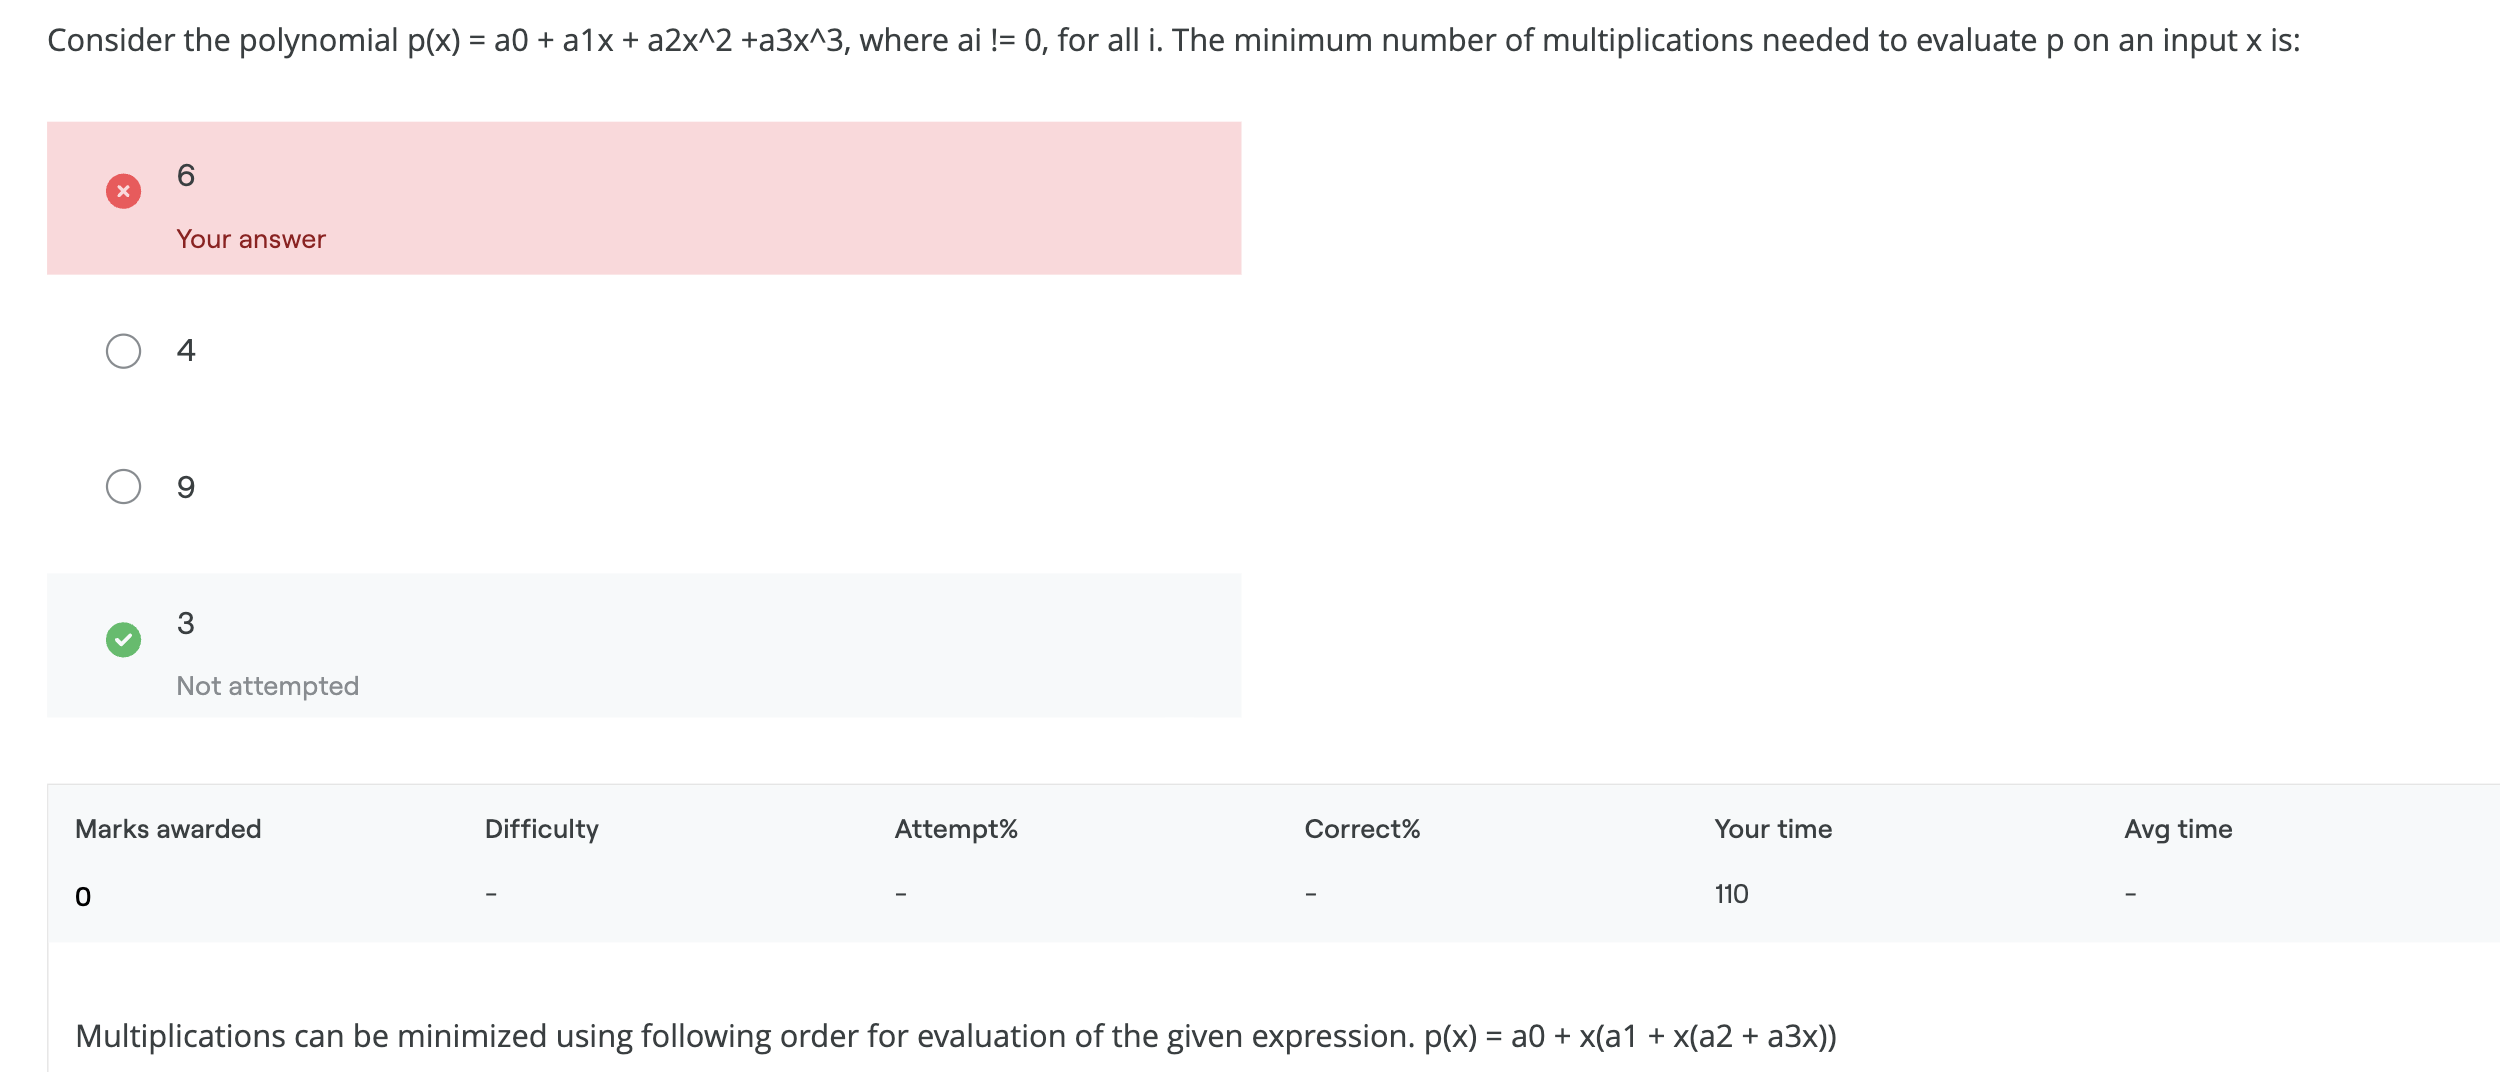 Consider the polynomial p(x) = a0 + a1x + a2x^2 +a3x^3, where ai != 0, for all i. The minimum number of multiplications needed to evaluate p on an input x is:
6
Your answer
4
9
3
Not attempted
Marks awarded Difficulty Attempt% Correct% Your time Avg time
0 - - - 110 -
Multiplications can be minimized using following order for evaluation of the given expression. p(x) = a0 + x(a1 + x(a2 + a3x))